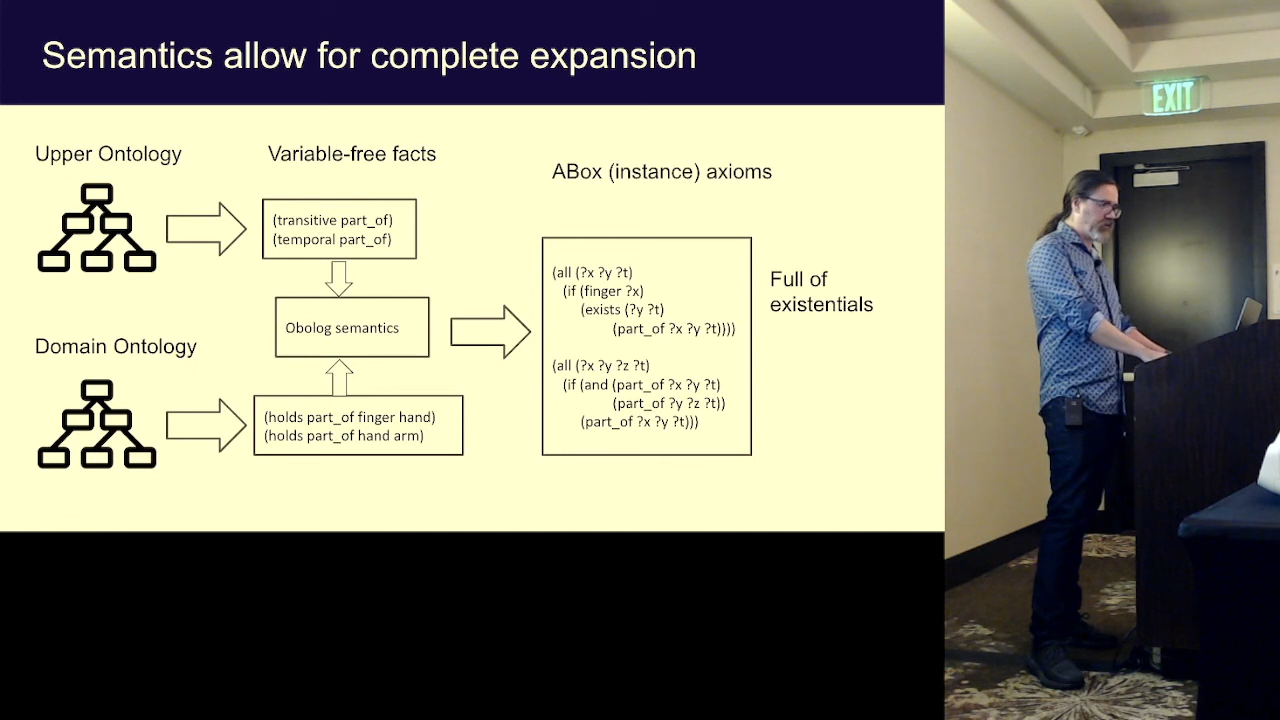 Semantics allow for complete expansion
Upper Ontology
Variable-free facts
ABox (instance) axioms
(transitive part_of)
(temporal part_of)
Obolog semantics
Domain Ontology
(holds part_of finger hand)
(holds part_of hand arm)
(all (?x ?y ?t)
(if (finger ?x)
(exists (?y ?t)
(part_of ?x ?y ?t))))
(all (?x ?y ?z ?t)
(if (and (part_of ?x ?y ?t)
(part_of ?y ?z ?t))
(part_of ?x ?y ?t)))
Full of
existentials
EXIT